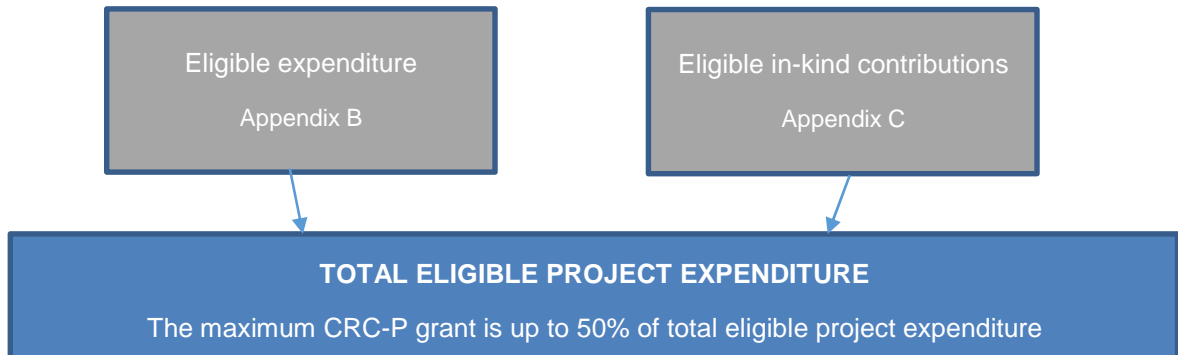 Eligible expenditure
Appendix B
Eligible in-kind contributions
Appendix C
TOTAL ELIGIBLE PROJECT EXPENDITURE
The maximum CRC-P grant is up to 50% of total eligible project expenditure